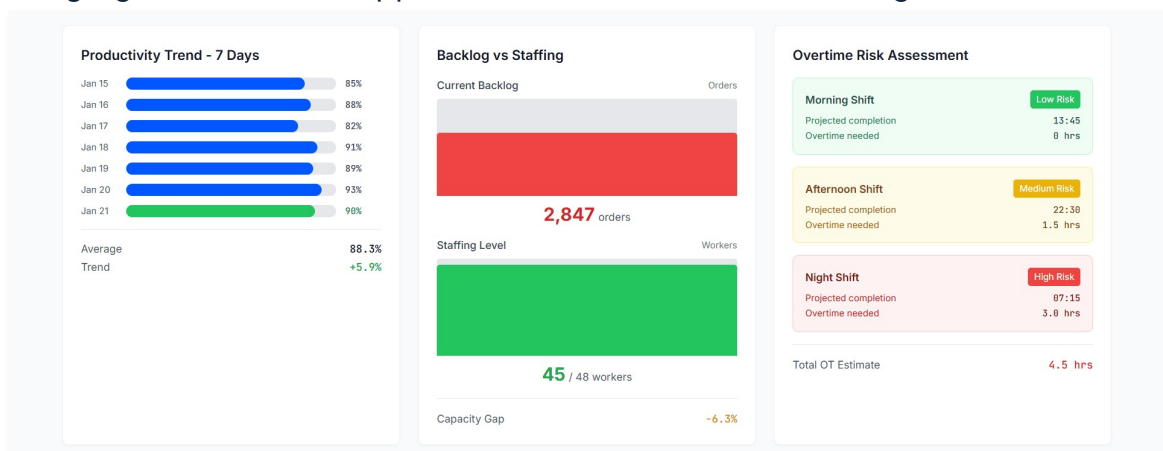 Productivity Trend - 7 Days
Jan 15 85%
Jan 16 88%
Jan 17 82%
Jan 18 91%
Jan 19 89%
Jan 20 93%
Jan 21 90%
Average 88.3%
Trend +5.9%
Backlog vs Staffing
Current Backlog Orders
2,847 orders
Staffing Level Workers
45 / 48 workers
Capacity Gap -6.3%
Overtime Risk Assessment
Morning Shift Low Risk
Projected completion 13:45
Overtime needed 0 hrs
Afternoon Shift Medium Risk
Projected completion 22:30
Overtime needed 1.5 hrs
Night Shift High Risk
Projected completion 07:15
Overtime needed 3.0 hrs
Total OT Estimate 4.5 hrs